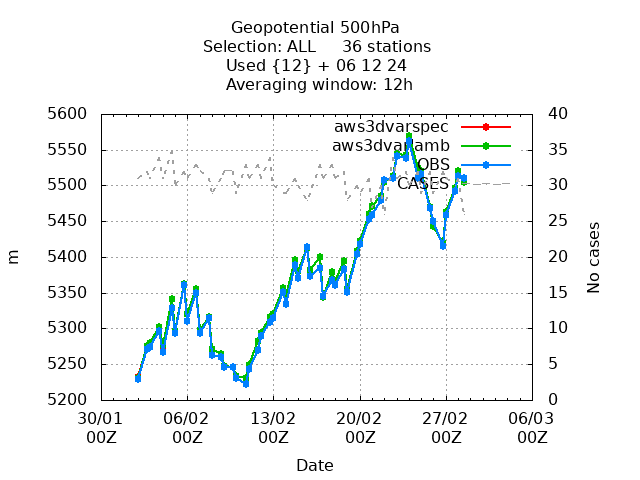 Geopotential 500hPa
Selection: ALL 36 stations
Used {12} + 06 12 24
Averaging window: 12h
5600
5550
5500
5450
5400
5350
5300
5250
5200
m
40
35
30
25
20
15
10
5
0
No cases
aws3dvarspec
aws3dvarlamb
OBS
CASES
30/01 06/02 13/02 20/02 27/02 06/03
00Z 00Z 00Z 00Z 00Z 00Z
Date